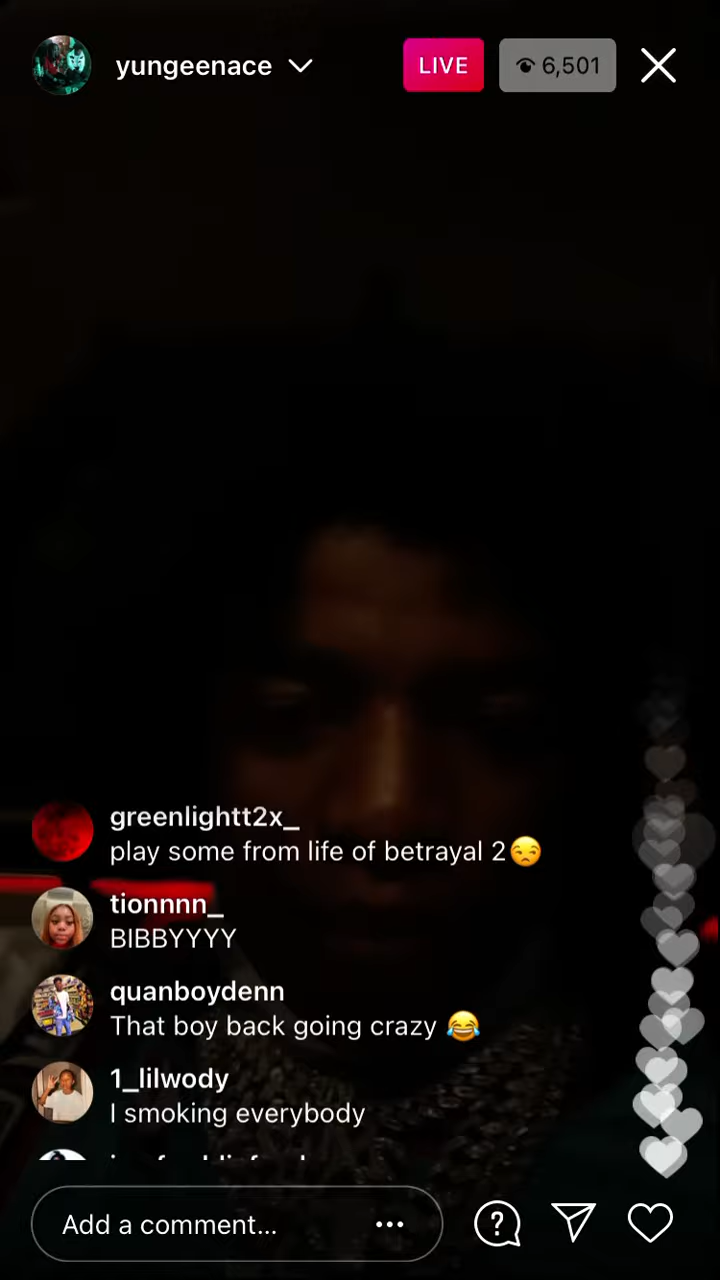 yungeenace
LIVE
6,501
greenlightt2x_
play some from life of betrayal 2😒
tionnnn_
BIBBYYYY
quanboydenn
That boy back going crazy 😂
1_lilwody
I smoking everybody
Add a comment...